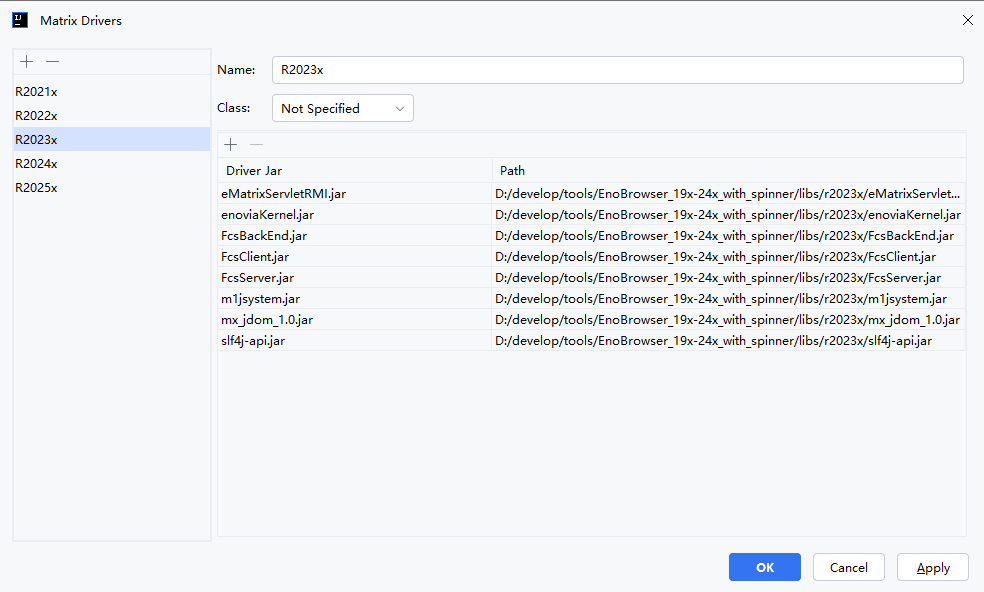 Matrix Drivers
R2021x
R2022x
R2023x
R2024x
R2025x
Name: R2023x
Class: Not Specified
Driver Jar Path
eMatrixServletRMI.jar D:/develop/tools/EnoBrowser_19x-24x_with_spinner/libs/r2023x/eMatrixServlet...
enoviaKernel.jar D:/develop/tools/EnoBrowser_19x-24x_with_spinner/libs/r2023x/enoviaKernel.jar
FcsBackEnd.jar D:/develop/tools/EnoBrowser_19x-24x_with_spinner/libs/r2023x/FcsBackEnd.jar
FcsClient.jar D:/develop/tools/EnoBrowser_19x-24x_with_spinner/libs/r2023x/FcsClient.jar
FcsServer.jar D:/develop/tools/EnoBrowser_19x-24x_with_spinner/libs/r2023x/FcsServer.jar
m1jsystem.jar D:/develop/tools/EnoBrowser_19x-24x_with_spinner/libs/r2023x/m1jsystem.jar
mx_jdom_1.0.jar D:/develop/tools/EnoBrowser_19x-24x_with_spinner/libs/r2023x/mx_jdom_1.0.jar
slf4j-api.jar D:/develop/tools/EnoBrowser_19x-24x_with_spinner/libs/r2023x/slf4j-api.jar
OK Cancel Apply